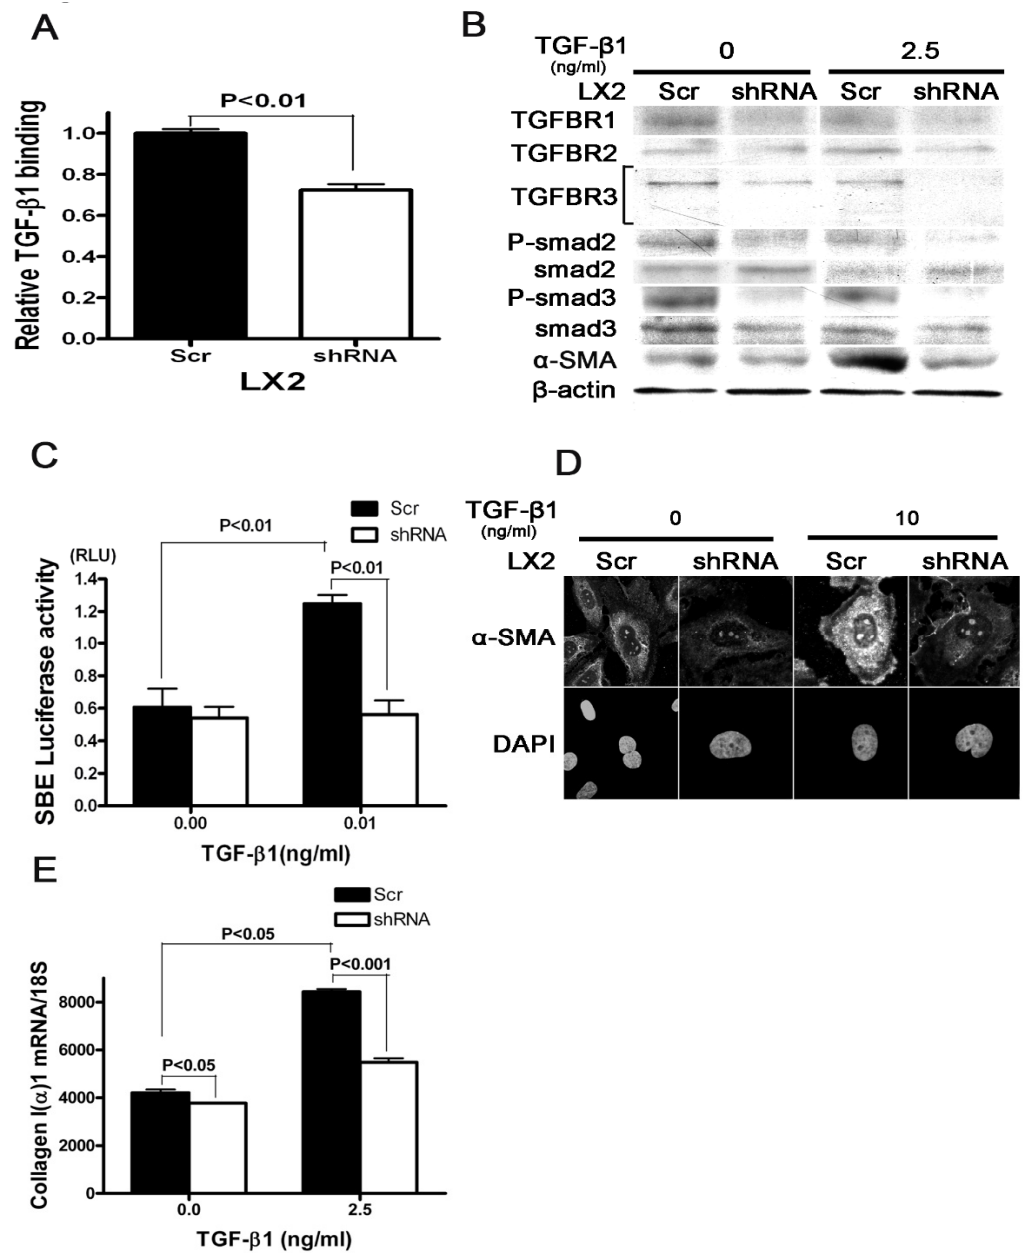 A
P<0.01
Relative TGF-β1 binding
1.0
0.8
0.6
0.4
0.2
0.0
Scr shRNA
LX2
B
TGF-β1 0 2.5
(ng/ml)
LX2 Scr shRNA Scr shRNA
TGFBR1
TGFBR2
TGFBR3
P-smad2
smad2
P-smad3
smad3
α-SMA
β-actin
C
Scr
shRNA
P<0.01
P<0.01
(RLU)
SBE Luciferase activity
1.4
1.2
1.0
0.8
0.6
0.4
0.2
0.0
0.00 0.01
TGF-β1(ng/ml)
D
TGF-β1 0 10
(ng/ml)
LX2 Scr shRNA Scr shRNA
α-SMA
DAPI
E
Scr
shRNA
P<0.05
P<0.001
P<0.05
Collagen I(α)1 mRNA/18S
8000
6000
4000
2000
0
0.0 2.5
TGF-β1 (ng/ml)